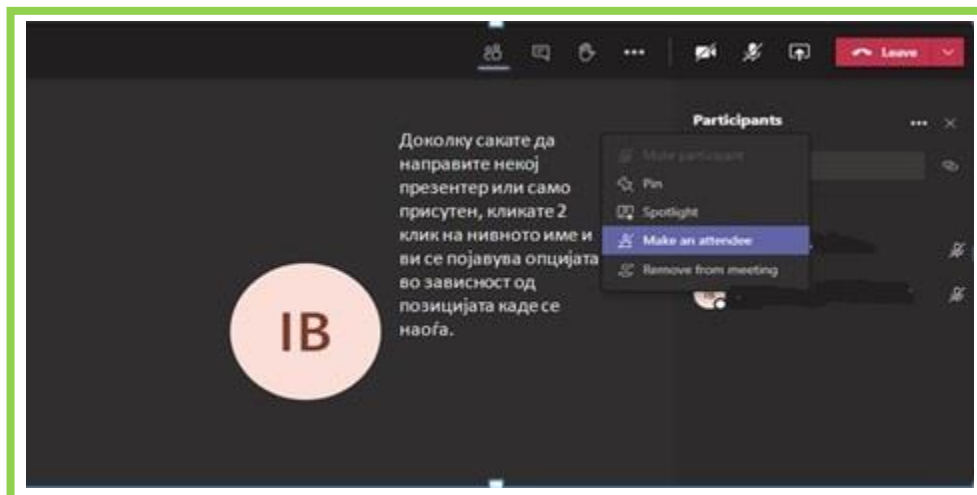 Leave
Participants
Доколку сакате да
направите некој
презентер или само
присутен, кликате 2
клик на нивното име и
ви се појавува опцијата
во зависност од
позицијата каде се
наоѓа.
Pin
Spotlight
Make an attendee
Remove from meeting
IB